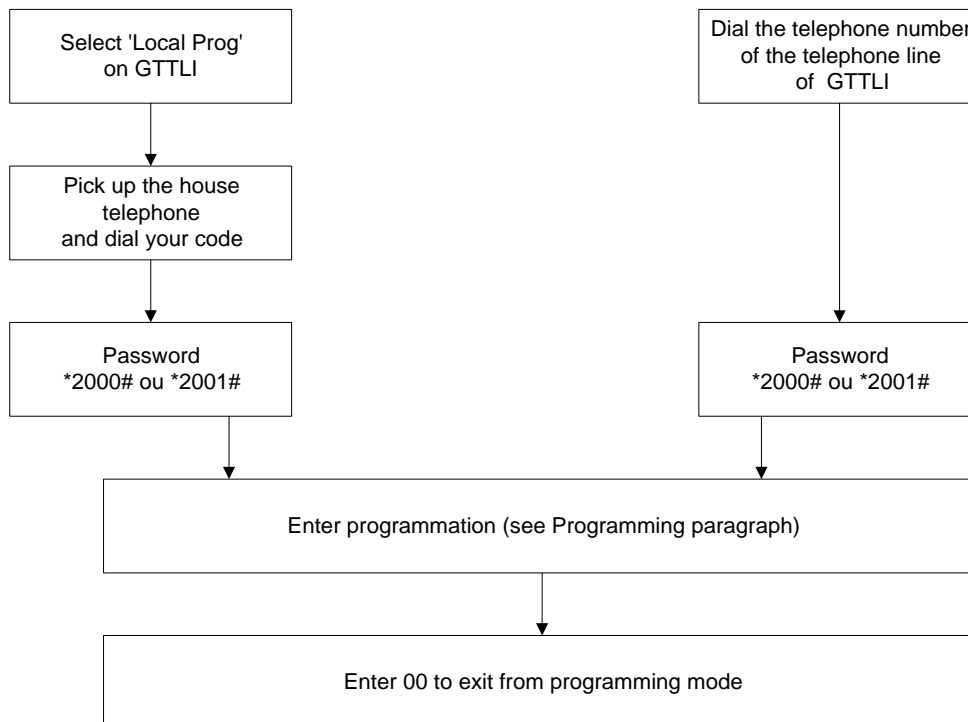 Select 'Local Prog'
on GTTLI
Dial the telephone number
of the telephone line
of GTTLI
Pick up the house
telephone
and dial your code
Password
*2000# ou *2001#
Password
*2000# ou *2001#
Enter programmation (see Programming paragraph)
Enter 00 to exit from programming mode